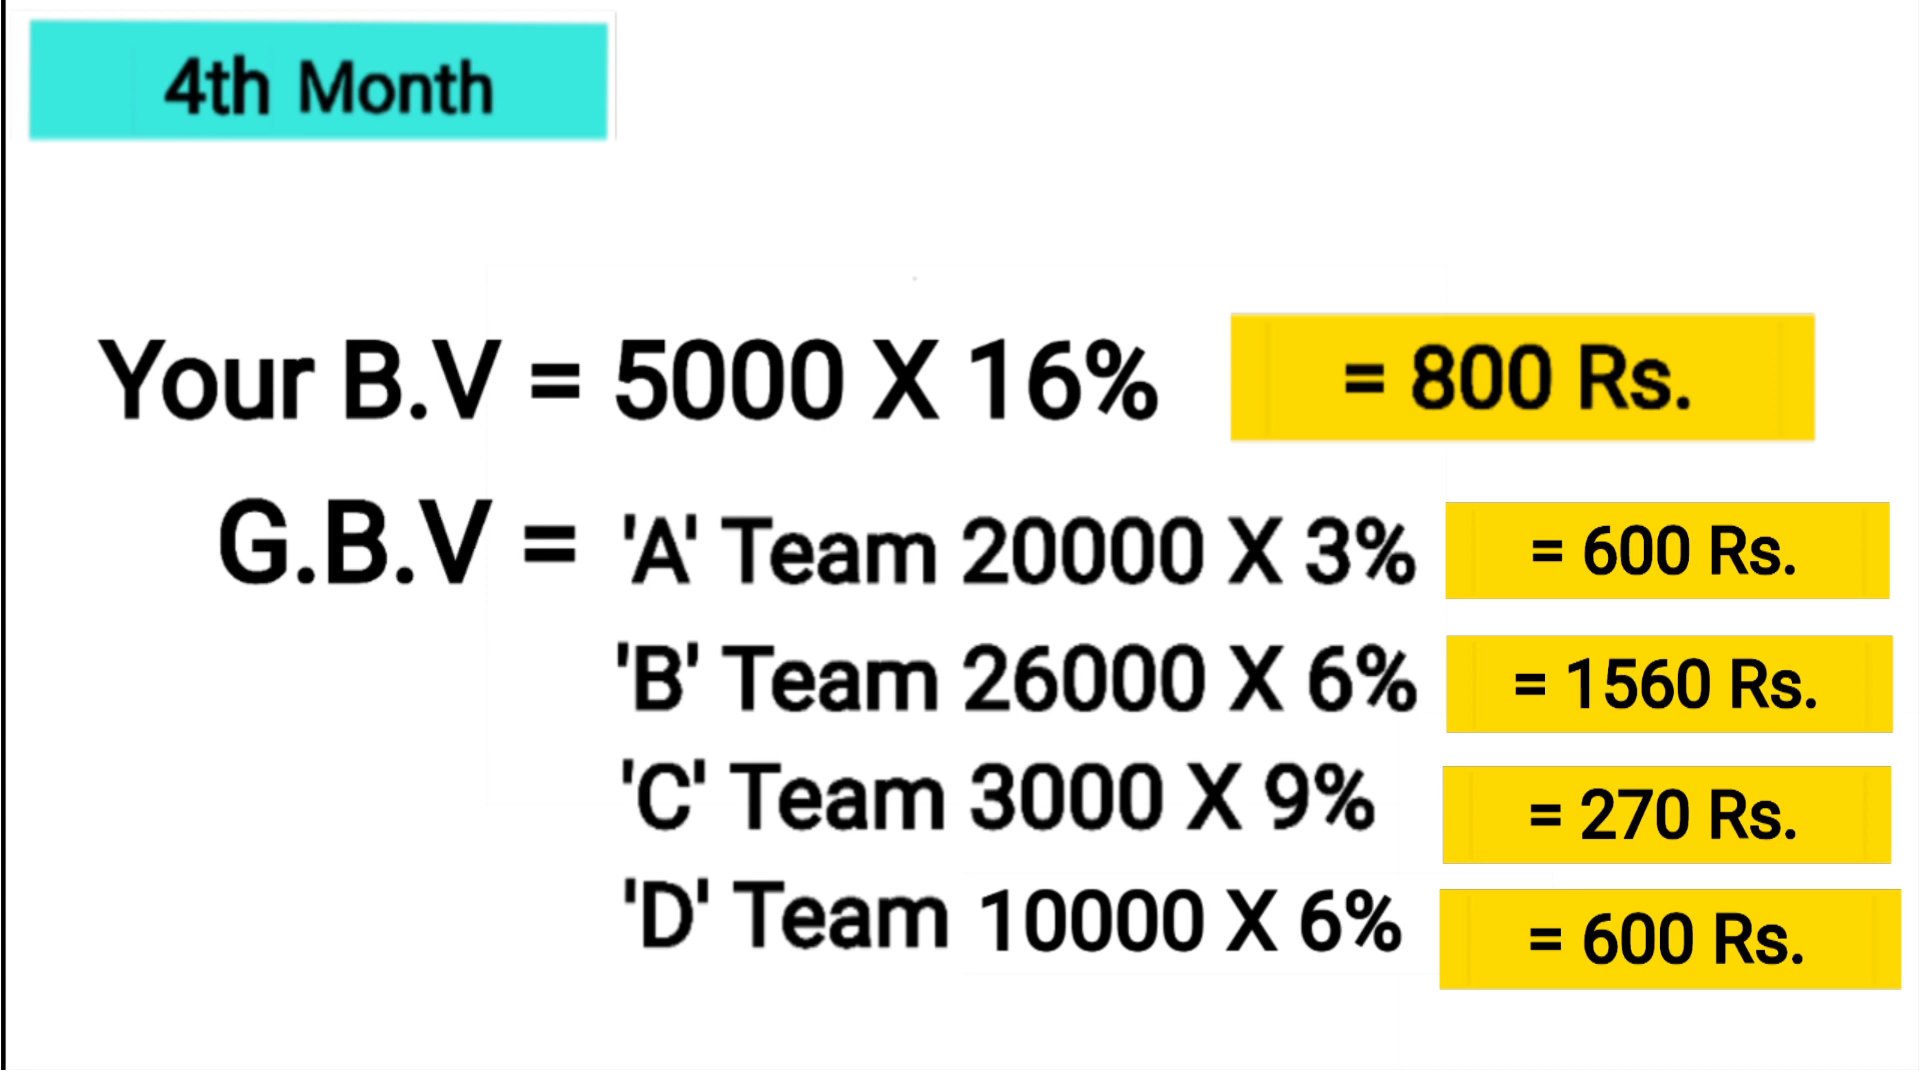 4th Month
Your B.V = 5000 X 16% = 800 Rs.
G.B.V = 'A' Team 20000 X 3% = 600 Rs.
'B' Team 26000 X 6% = 1560 Rs.
'C' Team 3000 X 9% = 270 Rs.
'D' Team 10000 X 6% = 600 Rs.